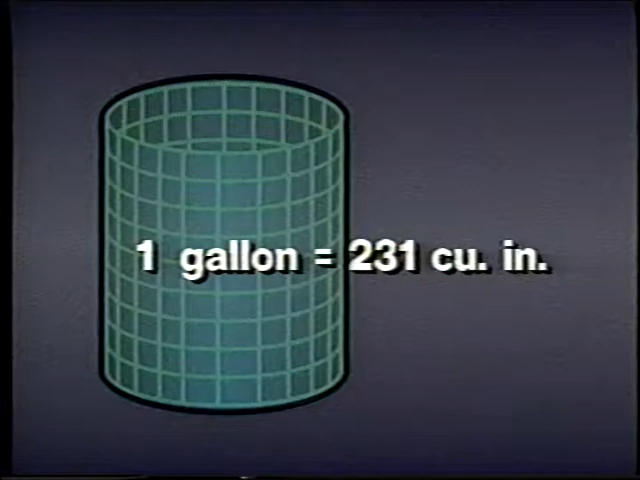 1 gallon = 231 cu. in.